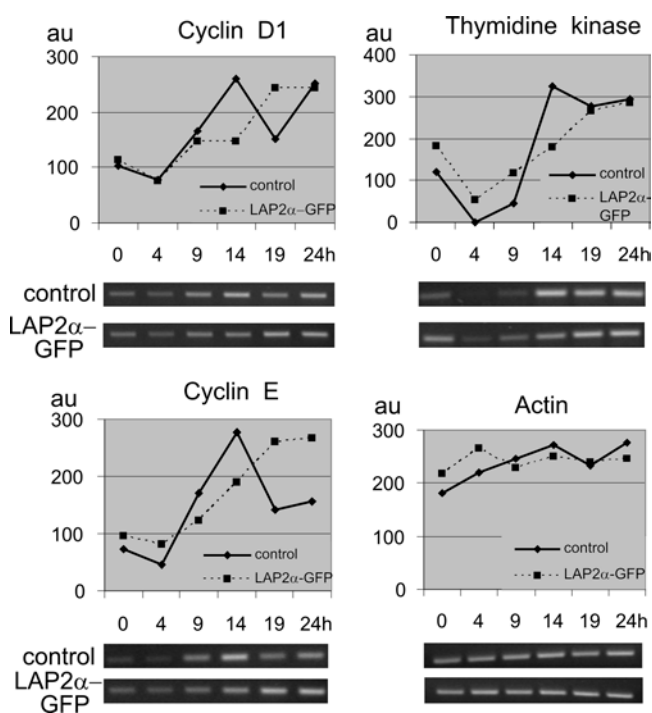 Cyclin D1
au
300
200
100
0
control
LAP2α–GFP
0 4 9 14 19 24h
control
LAP2α–
GFP
Thymidine kinase
au
400
300
200
100
0
control
LAP2α–
GFP
0 4 9 14 19 24h
Cyclin E
au
300
200
100
0
control
LAP2α-GFP
0 4 9 14 19 24h
control
LAP2α–
GFP
Actin
au
300
200
100
0
control
LAP2α-GFP
0 4 9 14 19 24h